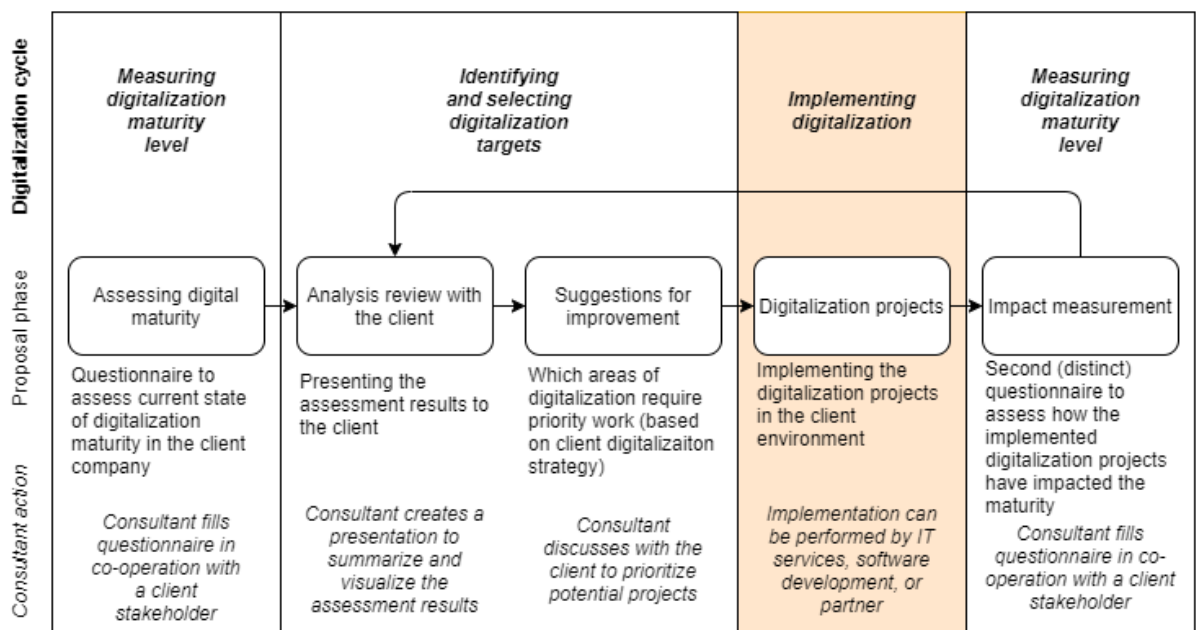 Digitalization cycle
Measuring
digitalization
maturity
level
Identifying
and selecting
digitalization
targets
Implementing
digitalization
Measuring
digitalization
maturity
level
Proposal phase
Assessing digital
maturity
Analysis review with
the client
Suggestions for
improvement
Digitalization projects
Impact measurement
Questionnaire to
assess current state
of digitalization
maturity in the client
company
Presenting the
assessment results to
the client
Which areas of
digitalization require
priority work (based
on client digitalizaiton
strategy)
Implementing the
digitalization projects
in the client
environment
Second (distinct)
questionnaire to
assess how the
implemented
digitalization projects
have impacted the
maturity
Consultant action
Consultant fills
questionnaire in
co-operation with
a client
stakeholder
Consultant creates a
presentation to
summarize and
visualize the
assessment results
Consultant
discusses with the
client to prioritize
potential projects
Implementation can
be performed by IT
services, software
development, or
partner
Consultant fills
questionnaire in co-
operation with a client
stakeholder